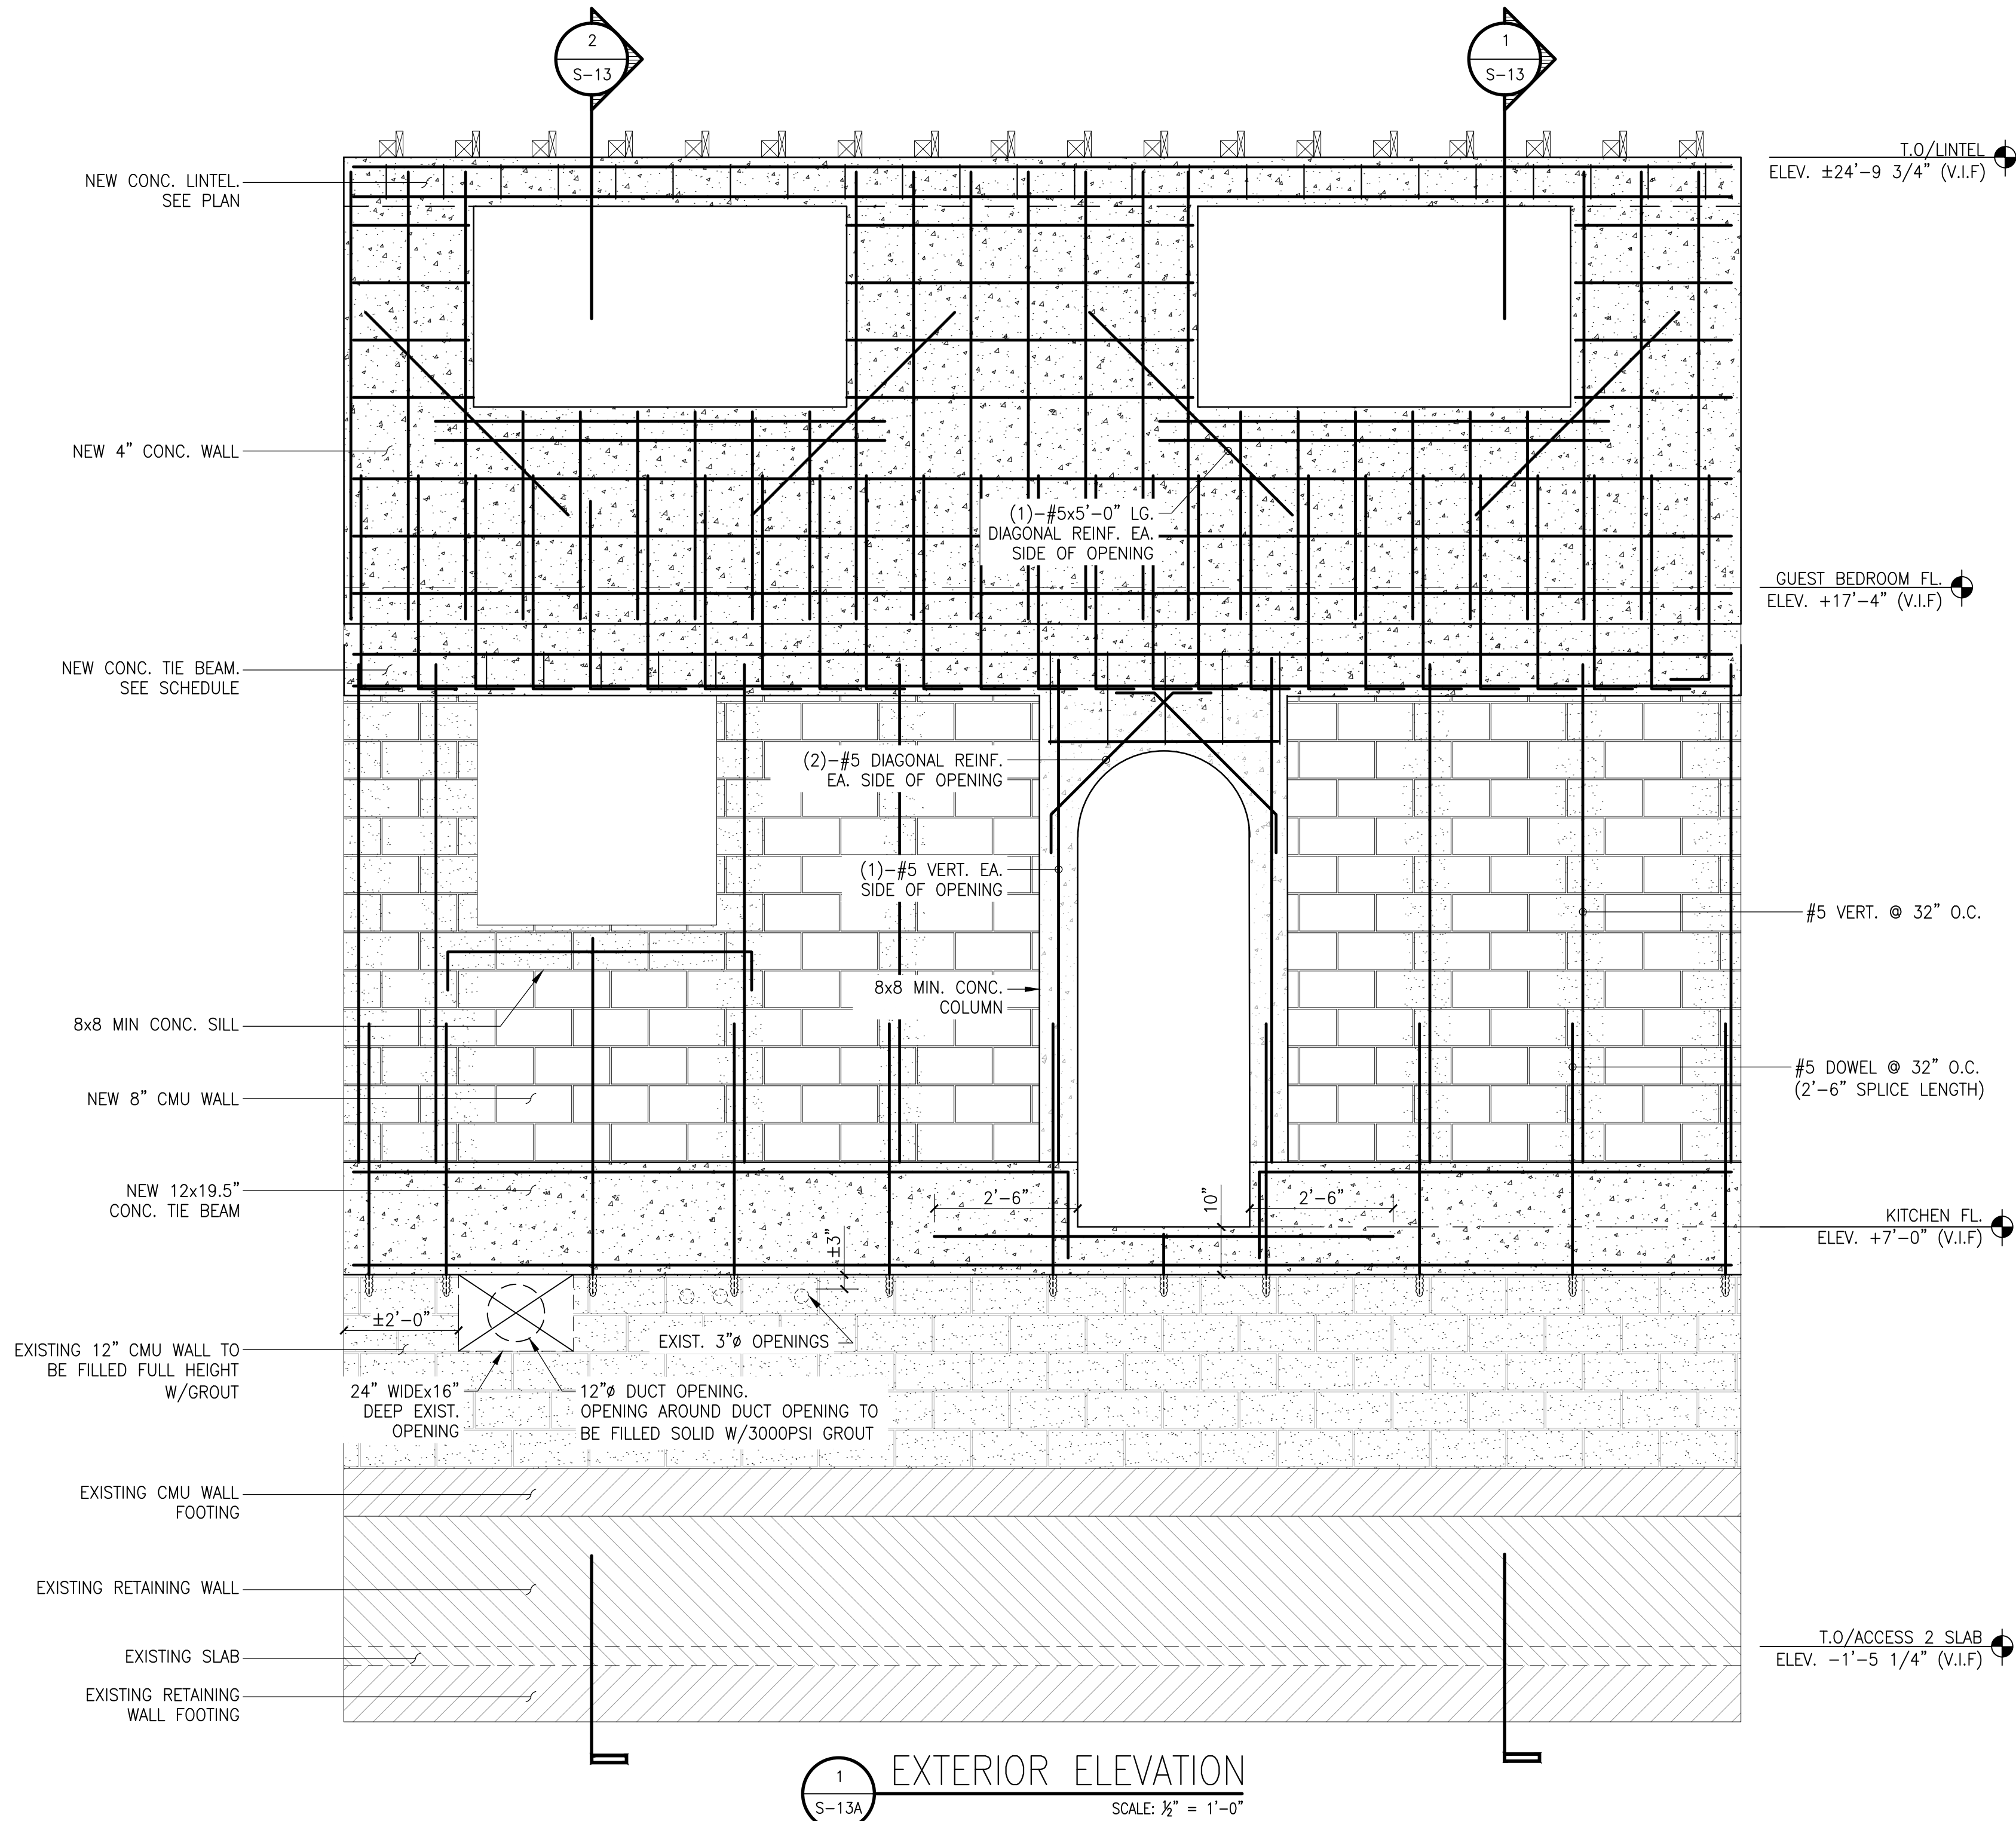 2
S-13
1
S-13
T.O/LINTEL
ELEV. ±24'-9 3/4" (V.I.F)
NEW CONC. LINTEL.
SEE PLAN
NEW 4" CONC. WALL
(1)-#5x5'-0" LG.
DIAGONAL REINF. EA.
SIDE OF OPENING
GUEST BEDROOM FL.
ELEV. +17'-4" (V.I.F)
NEW CONC. TIE BEAM.
SEE SCHEDULE
(2)-#5 DIAGONAL REINF.
EA. SIDE OF OPENING
(1)-#5 VERT. EA.
SIDE OF OPENING
#5 VERT. @ 32" O.C.
8x8 MIN. CONC.
COLUMN
8x8 MIN CONC. SILL
#5 DOWEL @ 32" O.C.
(2'-6" SPLICE LENGTH)
NEW 8" CMU WALL
NEW 12x19.5"
CONC. TIE BEAM
2'-6"
10"
2'-6"
±3"
KITCHEN FL.
ELEV. +7'-0" (V.I.F)
±2'-0"
EXIST. 3"ø OPENINGS
EXISTING 12" CMU WALL TO
BE FILLED FULL HEIGHT
W/GROUT
24" WIDEx16"
DEEP EXIST.
OPENING
12"ø DUCT OPENING.
OPENING AROUND DUCT OPENING TO
BE FILLED SOLID W/3000PSI GROUT
EXISTING CMU WALL
FOOTING
EXISTING RETAINING WALL
EXISTING SLAB
T.O/ACCESS 2 SLAB
ELEV. -1'-5 1/4" (V.I.F)
EXISTING RETAINING
WALL FOOTING
1
S-13A
EXTERIOR ELEVATION
SCALE: ½" = 1'-0"